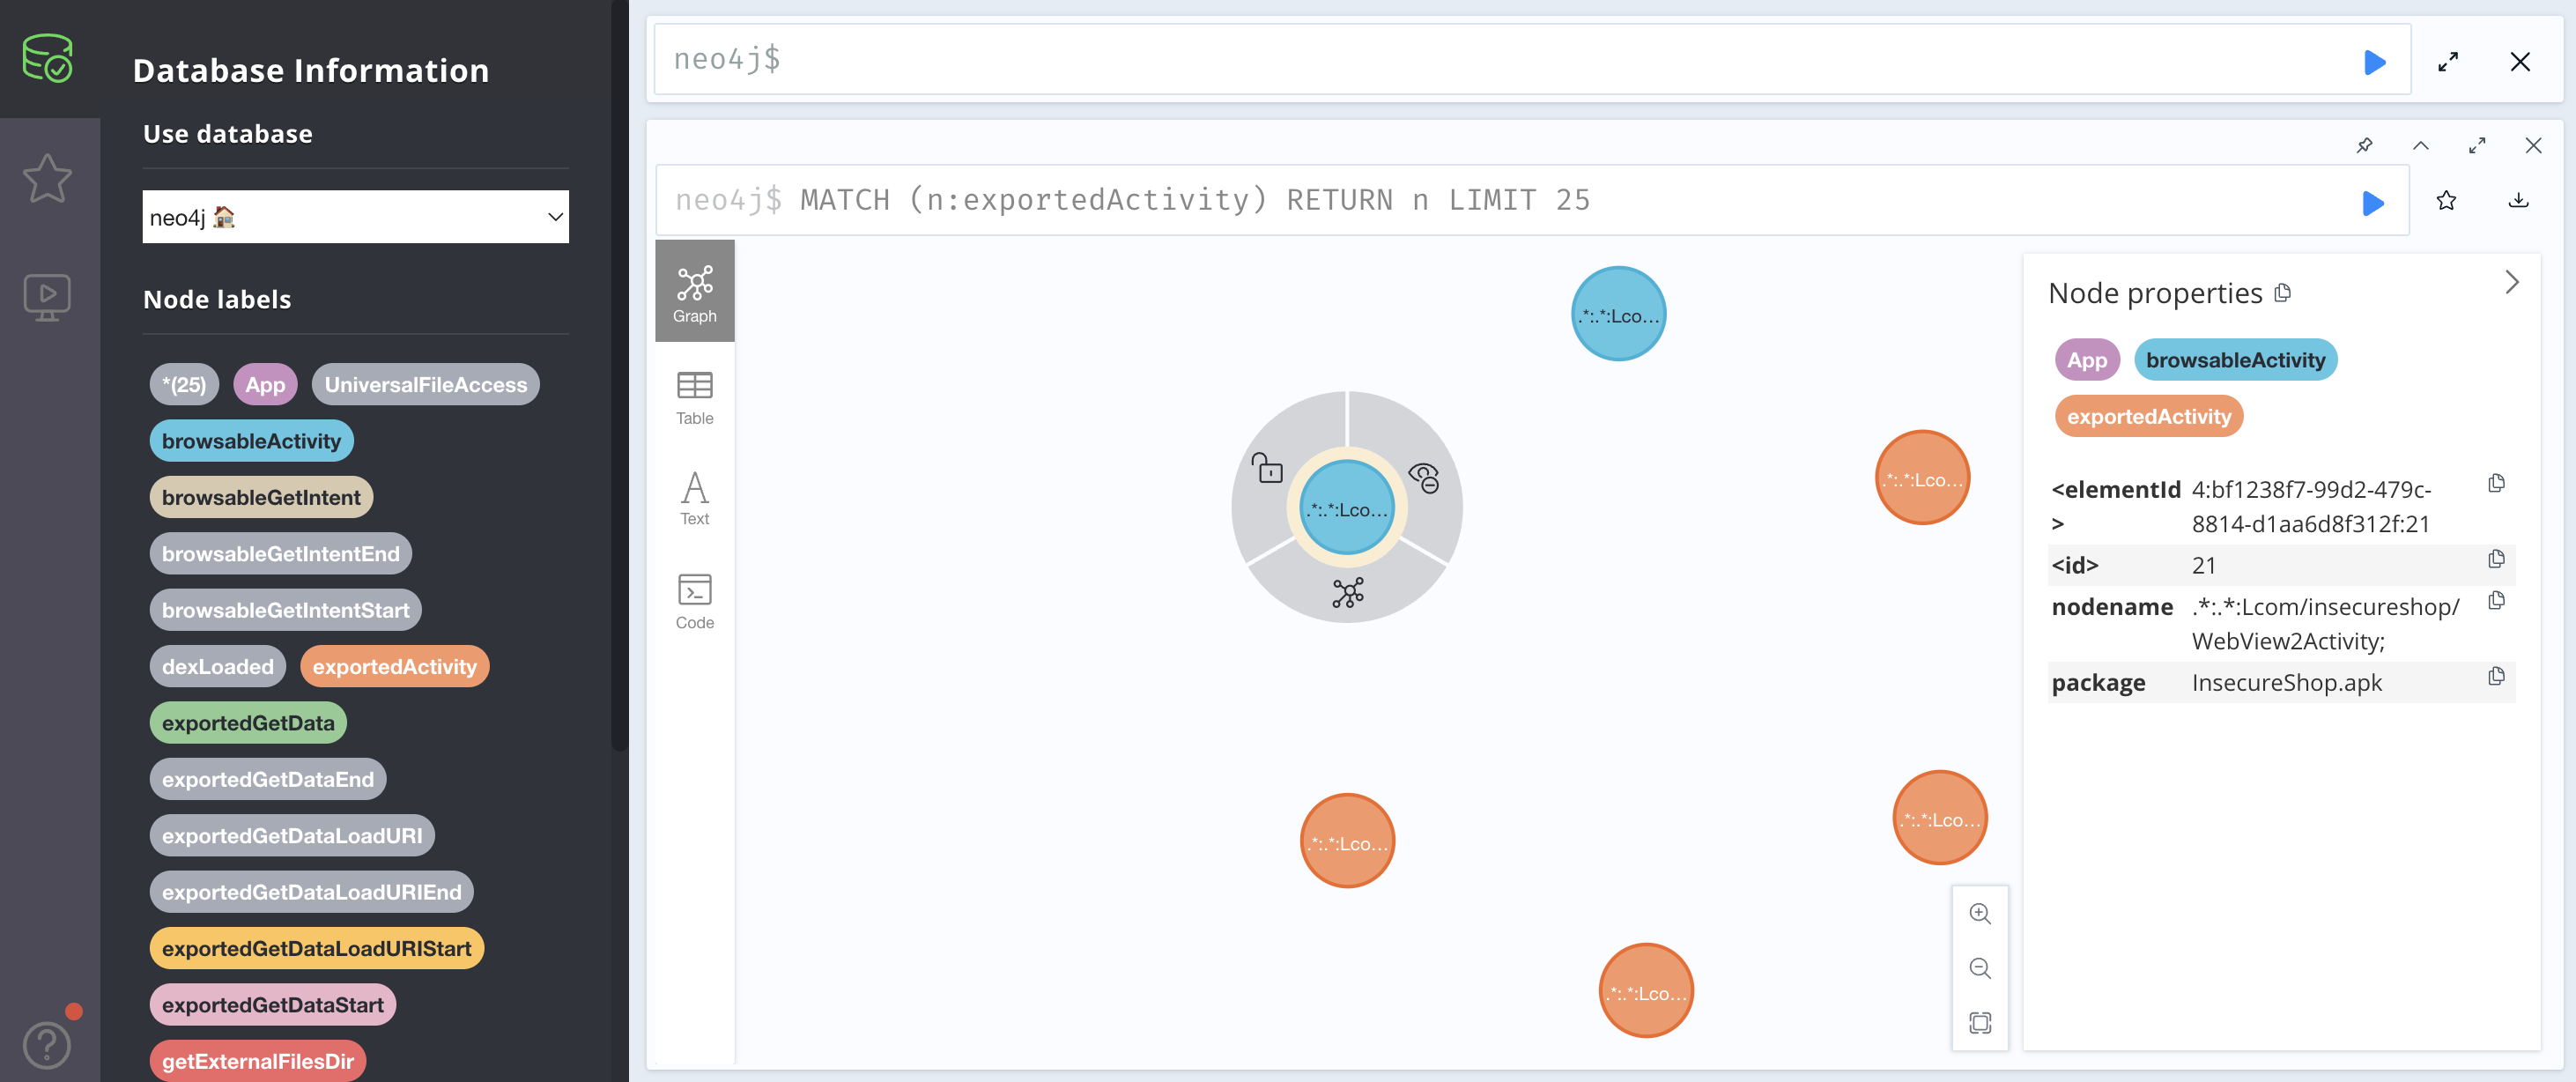 Database Information
Use database
neo4j
Node labels
*(25) App UniversalFileAccess
browsableActivity
browsableGetIntent
browsableGetIntentEnd
browsableGetIntentStart
dexLoaded exportedActivity
exportedGetData
exportedGetDataEnd
exportedGetDataLoadURI
exportedGetDataLoadURIEnd
exportedGetDataLoadURIStart
exportedGetDataStart
getExternalFilesDir
neo4j$
neo4j$ MATCH (n:exportedActivity) RETURN n LIMIT 25
Graph
Table
Text
Code
.*:.*:Lco...
.*:.*:Lco...
.*:.*:Lco...
.*:.*:Lco...
.*:.*:Lco...
.*:.*:Lco...
Node properties
App browsableActivity
exportedActivity
<elementId 4:bf1238f7-99d2-479c-
> 8814-d1aa6d8f312f:21
<id> 21
nodename .*:.*:Lcom/insecureshop/
WebView2Activity;
package InsecureShop.apk